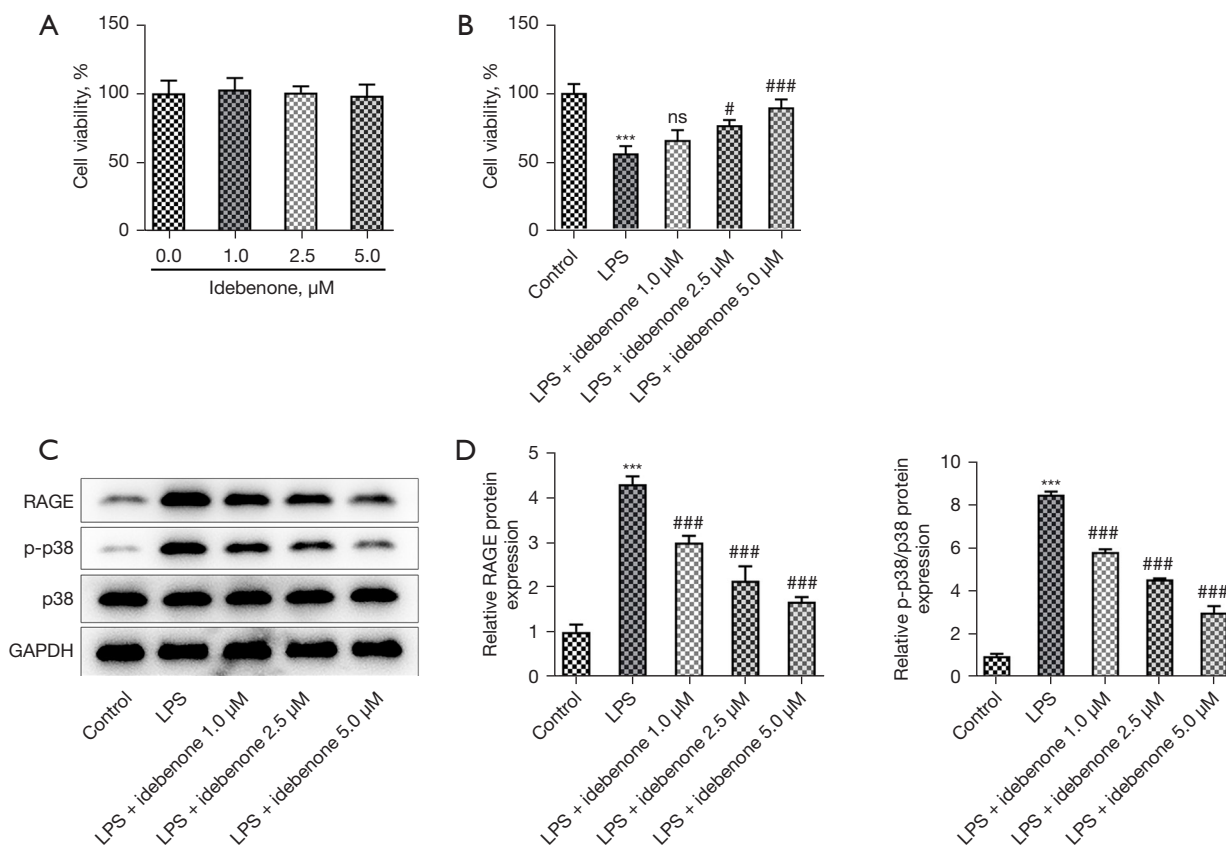 A
Cell viability, %
150
100
50
0
0.0 1.0 2.5 5.0
Idebenone, μM
B
Cell viability, %
150
100
50
0
***
ns
#
###
Control
LPS
LPS + idebenone 1.0 μM
LPS + idebenone 2.5 μM
LPS + idebenone 5.0 μM
C
RAGE
p-p38
p38
GAPDH
Control
LPS
LPS + idebenone 1.0 μM
LPS + idebenone 2.5 μM
LPS + idebenone 5.0 μM
D
Relative RAGE protein
expression
5
4
3
2
1
0
***
###
###
###
Control
LPS
LPS + idebenone 1.0 μM
LPS + idebenone 2.5 μM
LPS + idebenone 5.0 μM
Relative p-p38/p38 protein
expression
10
8
6
4
2
0
***
###
###
###
Control
LPS
LPS + idebenone 1.0 μM
LPS + idebenone 2.5 μM
LPS + idebenone 5.0 μM